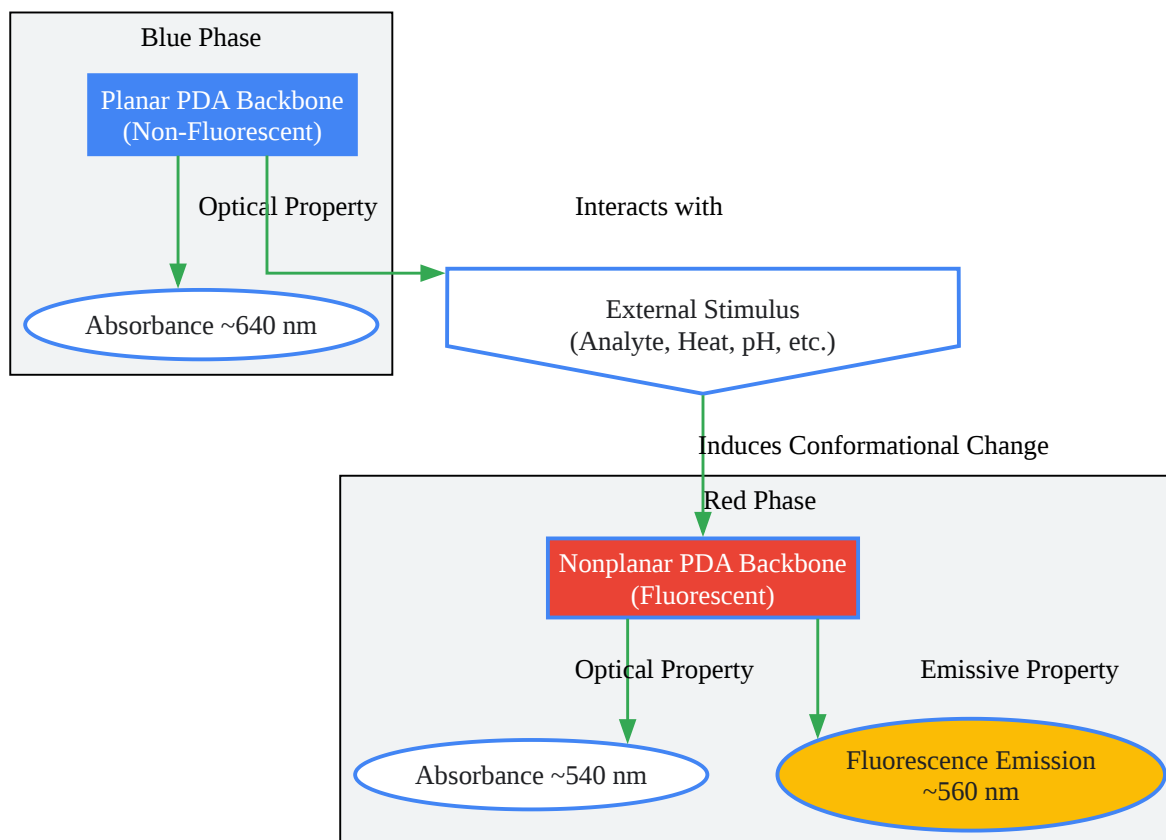 Blue Phase
Planar PDA Backbone
(Non-Fluorescent)
Optical Property
Interacts with
Absorbance ~640 nm
External Stimulus
(Analyte, Heat, pH, etc.)
Induces Conformational Change
Red Phase
Nonplanar PDA Backbone
(Fluorescent)
Optical Property
Emissive Property
Absorbance ~540 nm
Fluorescence Emission
~560 nm